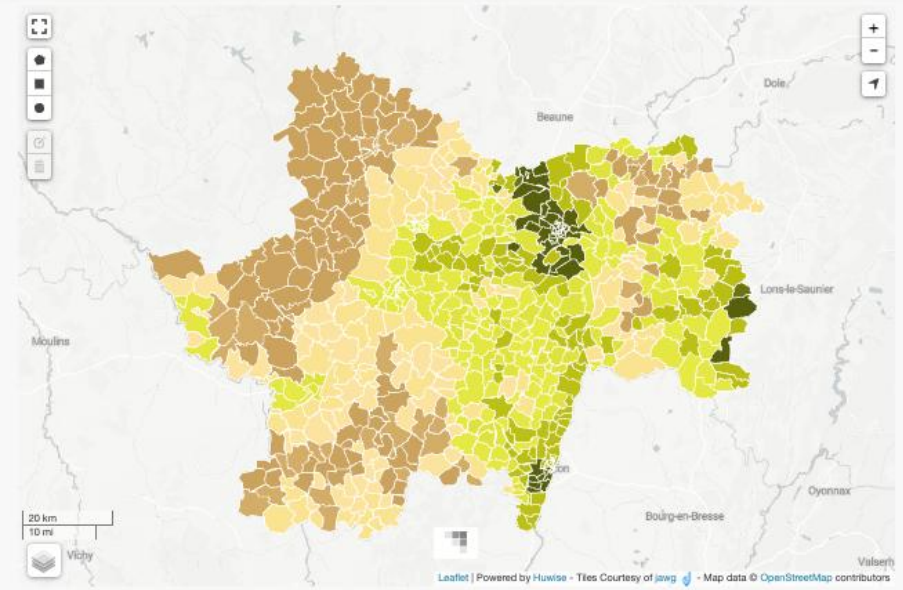 +
−
Dole
Beaune
Lons-le-Saunier
Moulins
on
Oyonnax
Bourg-en-Bresse
20 km
10 mi
Vichy
Valserh
Leaflet | Powered by Huwise - Tiles Courtesy of jawg - Map data © OpenStreetMap contributors